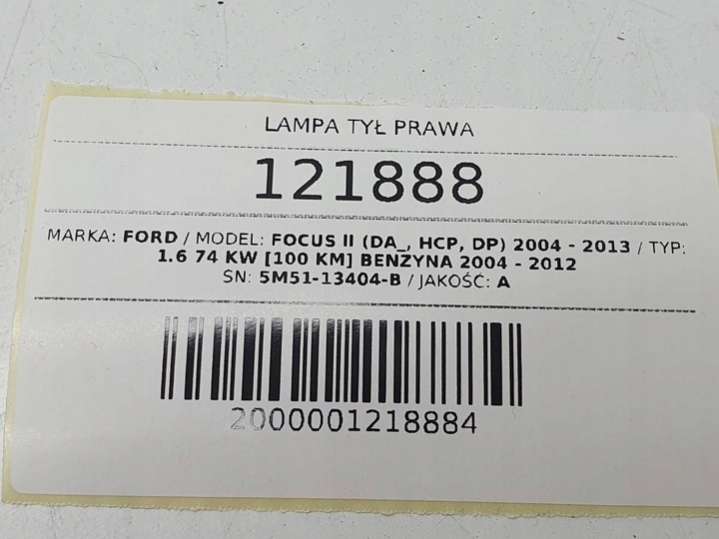 LAMPA TYŁ PRAWA
121888
MARKA: FORD / MODEL: FOCUS II (DA_, HCP, DP) 2004 - 2013 / TYP:
1.6 74 KW [100 KM] BENZYNA 2004 - 2012
SN: 5M51-13404-B / JAKOŚĆ: A
2000001218884